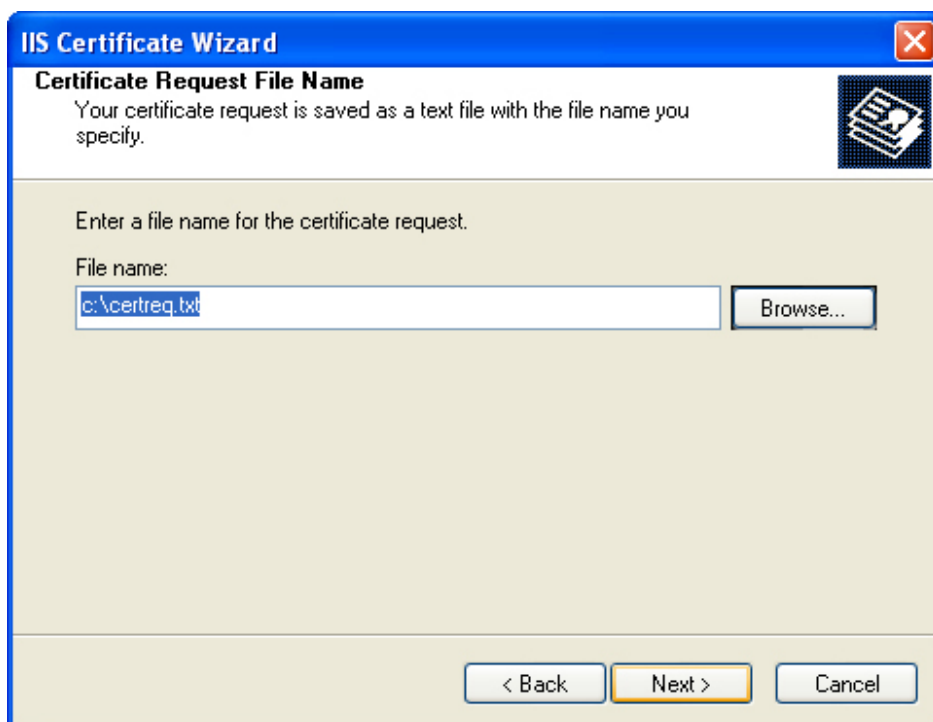 IIS Certificate Wizard
Certificate Request File Name
Your certificate request is saved as a text file with the file name you
specify.
Enter a file name for the certificate request.
File name:
c:\certreq.txt
Browse...
< Back
Next >
Cancel